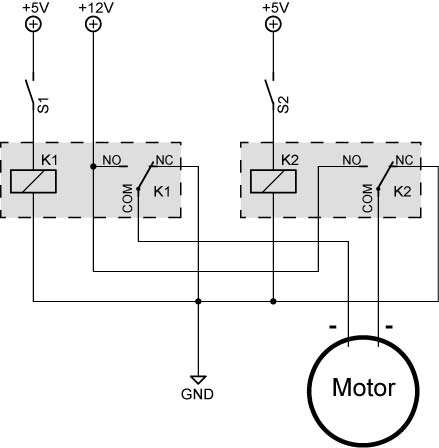 +5V +12V +5V
S1 S2
K1 NO NC K2 NO NC
COM K1 COM K2
- -
GND
Motor